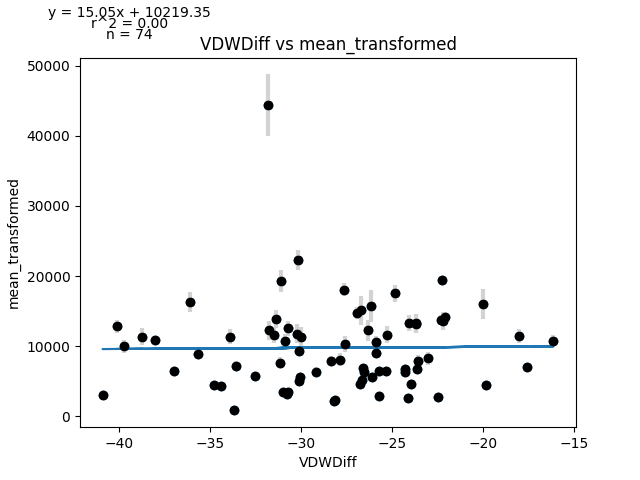 y = 15.05x + 10219.35
r^2 = 0.00
n = 74
VDWDiff vs mean_transformed
50000
40000
30000
20000
10000
0
mean_transformed
−40
−35
−30
−25
−20
−15
VDWDiff